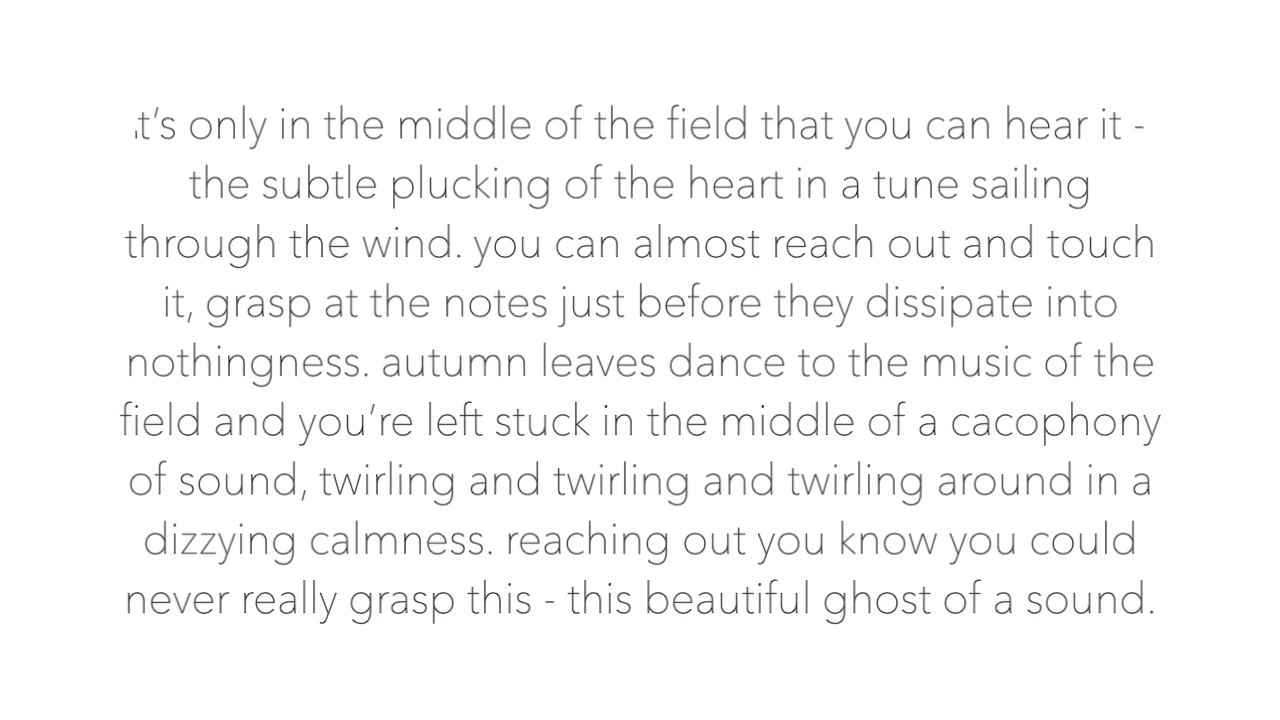 it’s only in the middle of the field that you can hear it -
the subtle plucking of the heart in a tune sailing
through the wind. you can almost reach out and touch
it, grasp at the notes just before they dissipate into
nothingness. autumn leaves dance to the music of the
field and you’re left stuck in the middle of a cacophony
of sound, twirling and twirling and twirling around in a
dizzying calmness. reaching out you know you could
never really grasp this - this beautiful ghost of a sound.